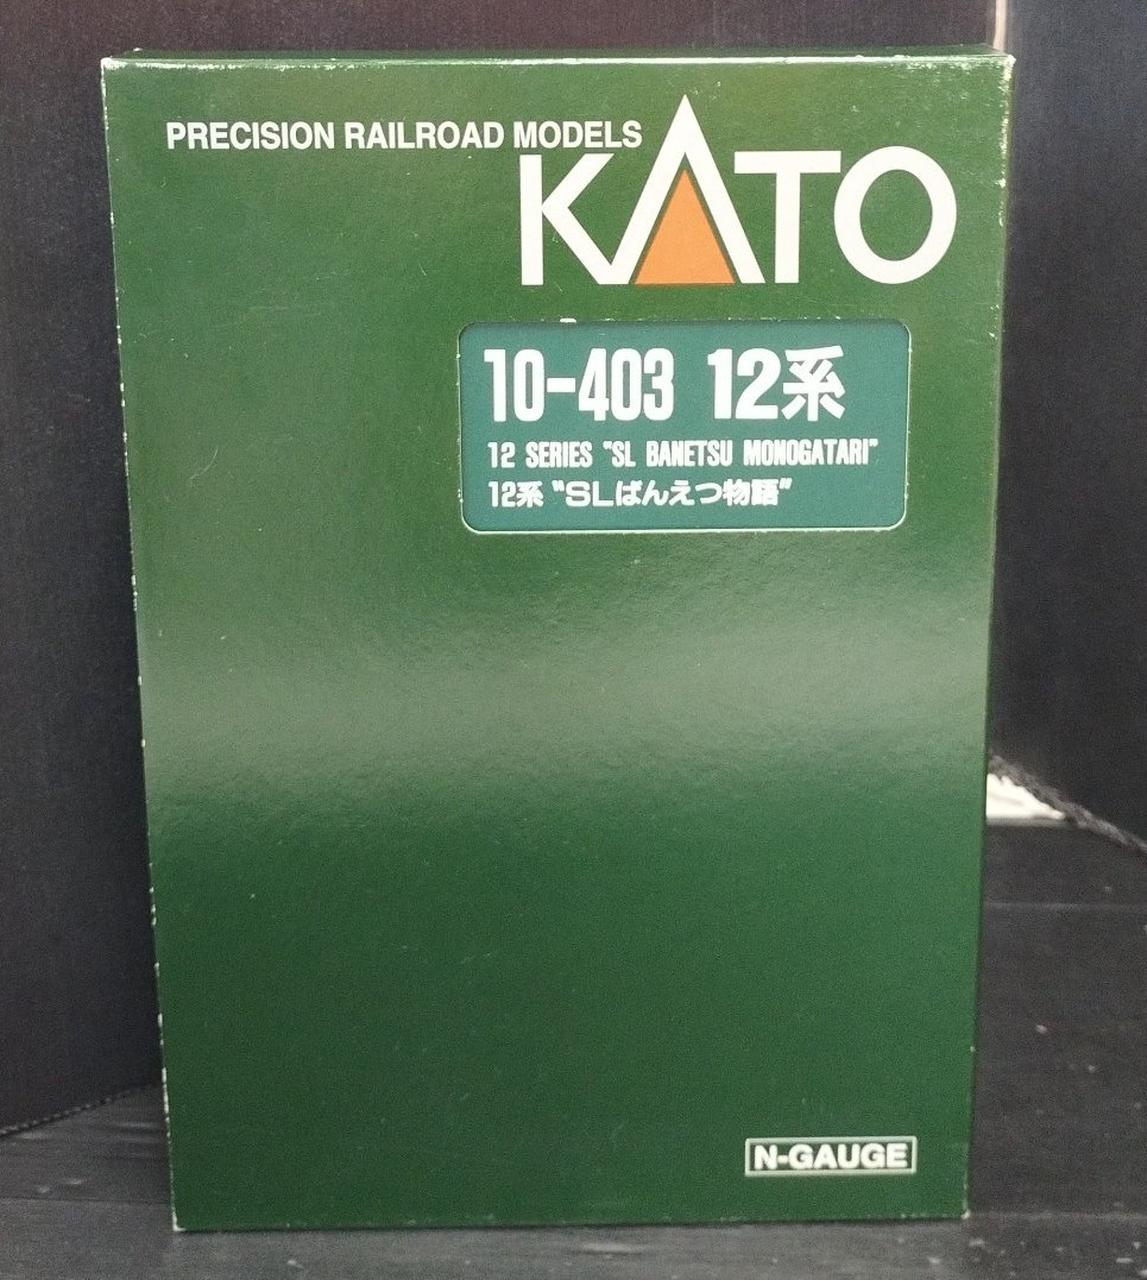 PRECISION RAILROAD MODELS
KATO
10-403 12系
12 SERIES "SL BANETSU MONOGATARI"
12系 "SLばんえつ物語"
N-GAUGE